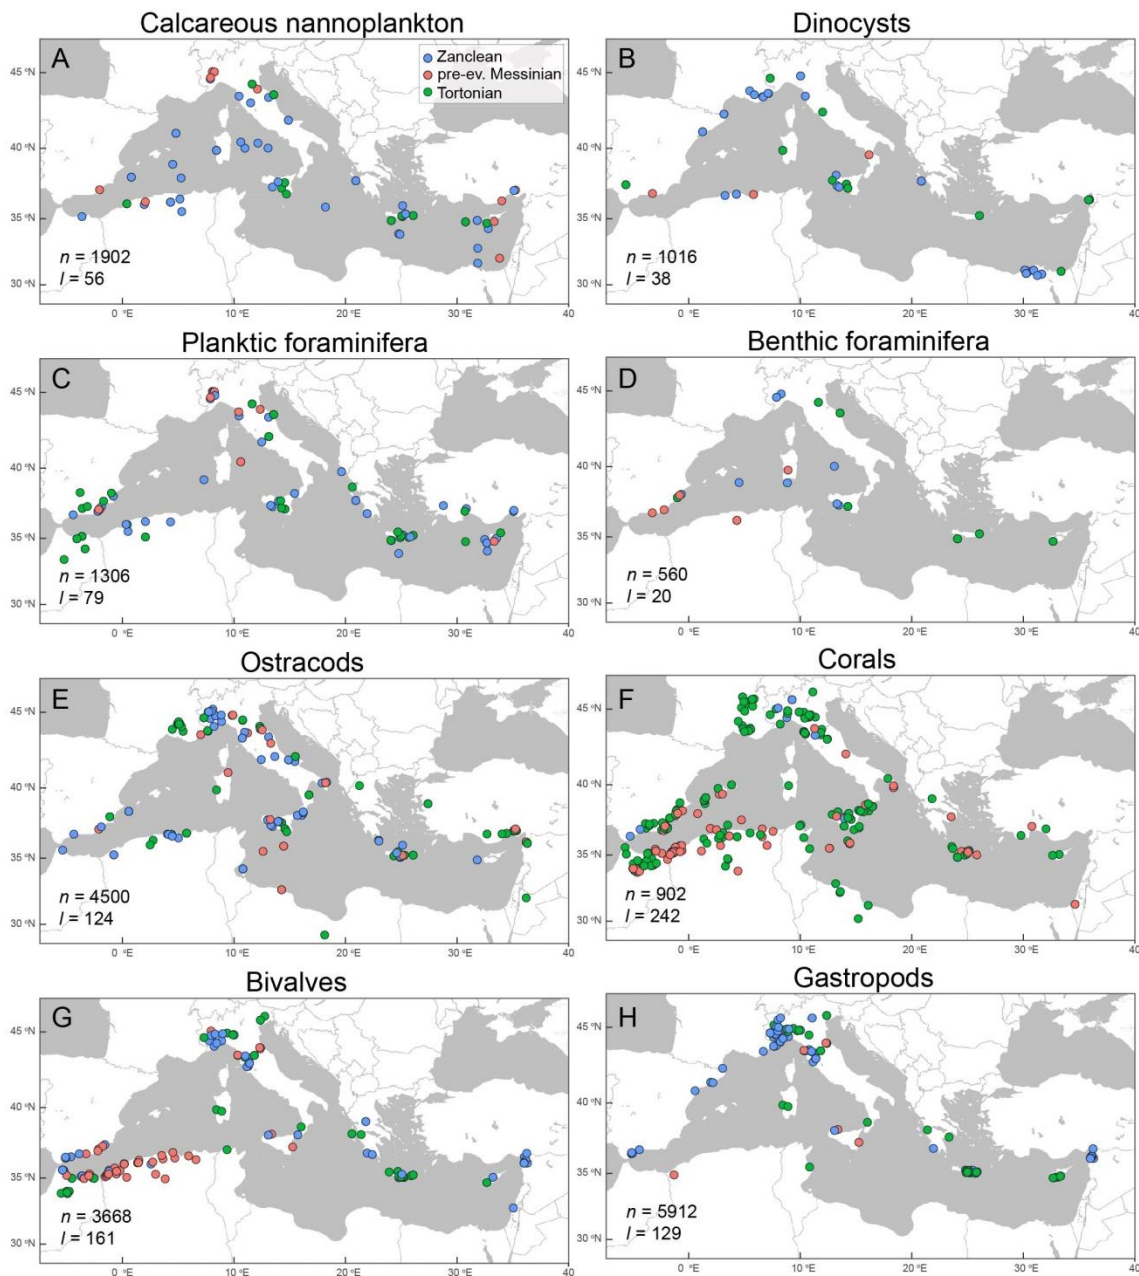 Calcareous nannoplankton
A
Zanclean
pre-ev. Messinian
Tortonian
45 °N
40 °N
35 °N
30 °N
n = 1902
l = 56
0 °E
10 °E
20 °E
30 °E
40
Dinocysts
B
45 °N
40 °N
35 °N
30 °N
n = 1016
l = 38
0 °E
10 °E
20 °E
30 °E
40
Planktic foraminifera
C
45 °N
40 °N
35 °N
30 °N
n = 1306
l = 79
0 °E
10 °E
20 °E
30 °E
40
Benthic foraminifera
D
45 °N
40 °N
35 °N
30 °N
n = 560
l = 20
0 °E
10 °E
20 °E
30 °E
40
Ostracods
E
45 °N
40 °N
35 °N
30 °N
n = 4500
l = 124
0 °E
10 °E
20 °E
30 °E
40
Corals
F
45 °N
40 °N
35 °N
30 °N
n = 902
l = 242
0 °E
10 °E
20 °E
30 °E
40
Bivalves
G
45 °N
40 °N
35 °N
30 °N
n = 3668
l = 161
0 °E
10 °E
20 °E
30 °E
40
Gastropods
H
45 °N
40 °N
35 °N
30 °N
n = 5912
l = 129
0 °E
10 °E
20 °E
30 °E
40